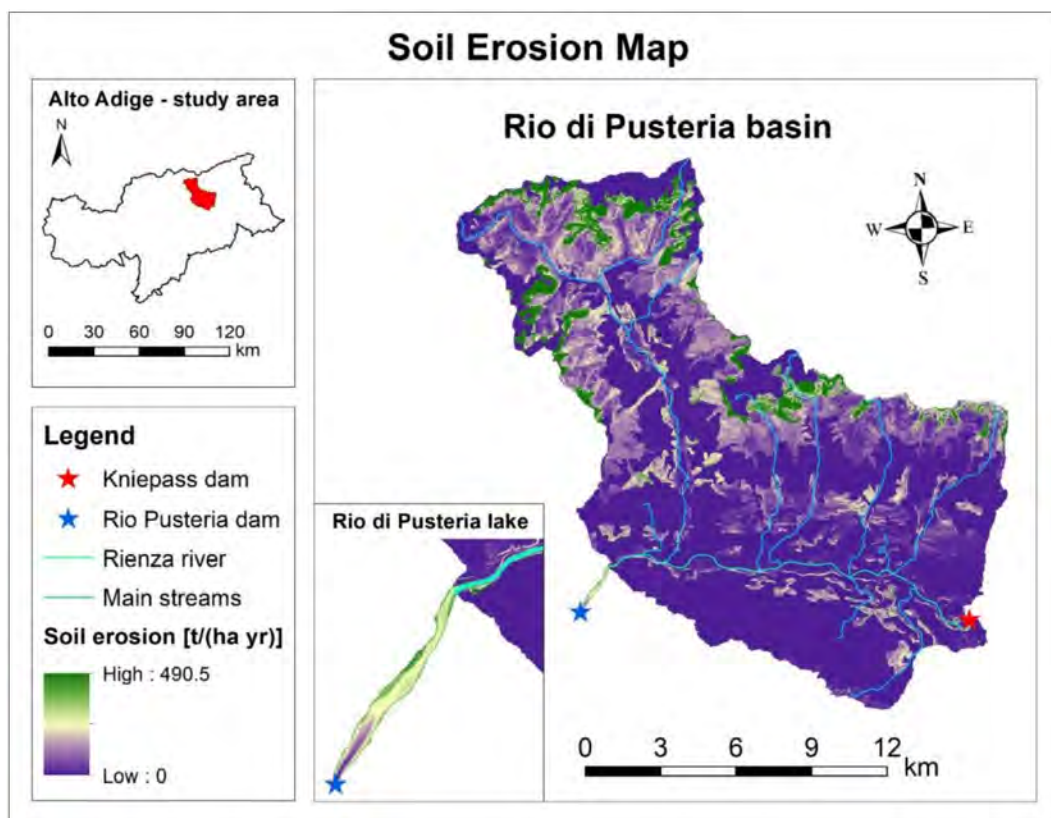 Soil Erosion Map
Alto Adige - study area
N
0 30 60 90 120
km
Legend
Kniepass dam
Rio Pusteria dam
Rienza river
Main streams
Soil erosion [t/(ha yr)]
High : 490.5
Low : 0
Rio di Pusteria basin
N
W E
S
Rio di Pusteria lake
0 3 6 9 12
km